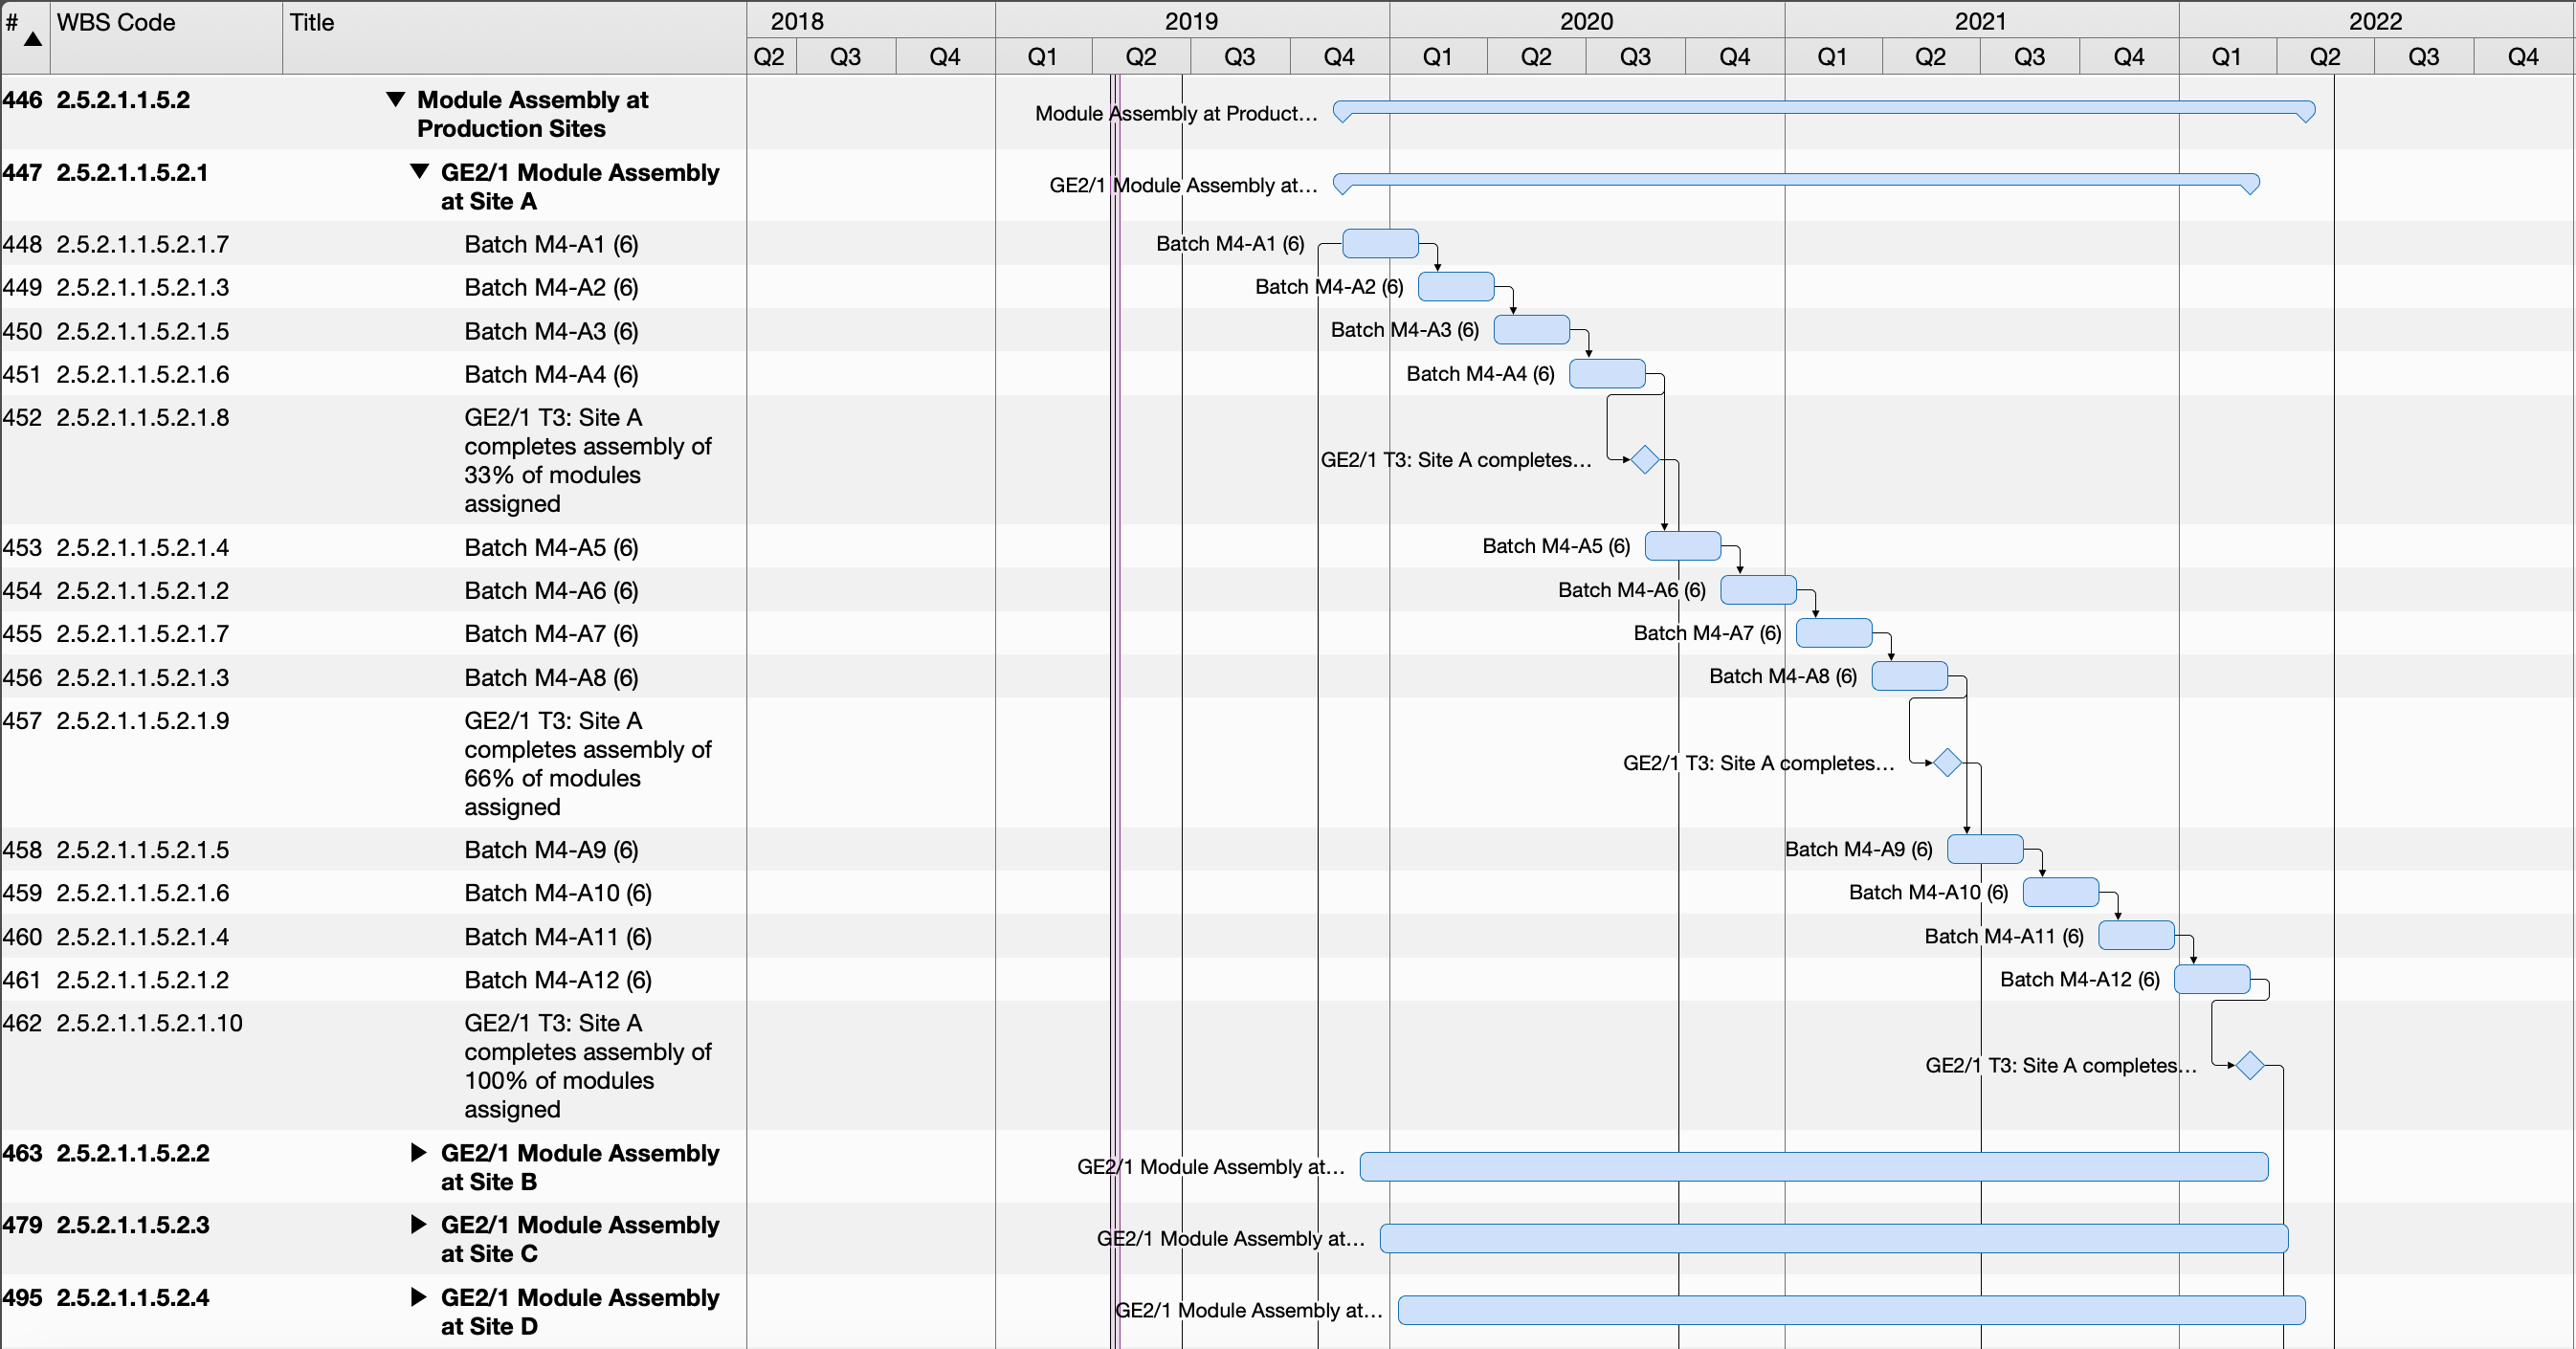 # ▲ WBS Code Title 2018 2019 2020 2021 2022
Q2 Q3 Q4 Q1 Q2 Q3 Q4 Q1 Q2 Q3 Q4 Q1 Q2 Q3 Q4 Q1 Q2 Q3 Q4
446 2.5.2.1.1.5.2 ▼ Module Assembly at
Production Sites
Module Assembly at Product...
447 2.5.2.1.1.5.2.1 ▼ GE2/1 Module Assembly
at Site A
GE2/1 Module Assembly at...
448 2.5.2.1.1.5.2.1.7 Batch M4-A1 (6) Batch M4-A1 (6)
449 2.5.2.1.1.5.2.1.3 Batch M4-A2 (6) Batch M4-A2 (6)
450 2.5.2.1.1.5.2.1.5 Batch M4-A3 (6) Batch M4-A3 (6)
451 2.5.2.1.1.5.2.1.6 Batch M4-A4 (6) Batch M4-A4 (6)
452 2.5.2.1.1.5.2.1.8 GE2/1 T3: Site A
completes assembly of
33% of modules
assigned
GE2/1 T3: Site A completes...
453 2.5.2.1.1.5.2.1.4 Batch M4-A5 (6) Batch M4-A5 (6)
454 2.5.2.1.1.5.2.1.2 Batch M4-A6 (6) Batch M4-A6 (6)
455 2.5.2.1.1.5.2.1.7 Batch M4-A7 (6) Batch M4-A7 (6)
456 2.5.2.1.1.5.2.1.3 Batch M4-A8 (6) Batch M4-A8 (6)
457 2.5.2.1.1.5.2.1.9 GE2/1 T3: Site A
completes assembly of
66% of modules
assigned
GE2/1 T3: Site A completes...
458 2.5.2.1.1.5.2.1.5 Batch M4-A9 (6) Batch M4-A9 (6)
459 2.5.2.1.1.5.2.1.6 Batch M4-A10 (6) Batch M4-A10 (6)
460 2.5.2.1.1.5.2.1.4 Batch M4-A11 (6) Batch M4-A11 (6)
461 2.5.2.1.1.5.2.1.2 Batch M4-A12 (6) Batch M4-A12 (6)
462 2.5.2.1.1.5.2.1.10 GE2/1 T3: Site A
completes assembly of
100% of modules
assigned
GE2/1 T3: Site A completes...
463 2.5.2.1.1.5.2.2 ▶ GE2/1 Module Assembly
at Site B
GE2/1 Module Assembly at...
479 2.5.2.1.1.5.2.3 ▶ GE2/1 Module Assembly
at Site C
GE2/1 Module Assembly at...
495 2.5.2.1.1.5.2.4 ▶ GE2/1 Module Assembly
at Site D
GE2/1 Module Assembly at...